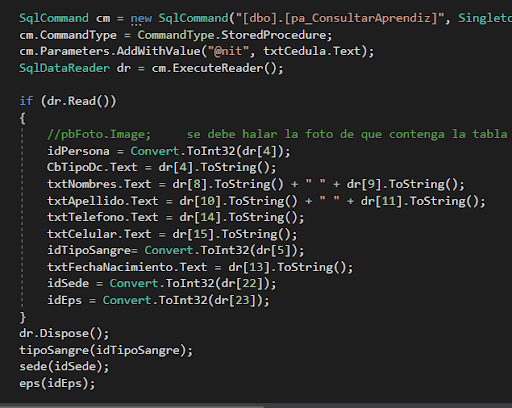 SqlCommand cm = new SqlCommand("[dbo].[pa_ConsultarAprendiz]", Singleto
cm.CommandType = CommandType.StoredProcedure;
cm.Parameters.AddWithValue("@nit", txtCedula.Text);
SqlDataReader dr = cm.ExecuteReader();
if (dr.Read())
{
//pbFoto.Image;     se debe halar la foto de que contenga la tabla
idPersona = Convert.ToInt32(dr[4]);
CbTipoDc.Text = dr[4].ToString();
txtNombres.Text = dr[8].ToString() + " " + dr[9].ToString();
txtApellido.Text = dr[10].ToString() + " " + dr[11].ToString();
txtTelefono.Text = dr[14].ToString();
txtCelular.Text = dr[15].ToString();
idTipoSangre= Convert.ToInt32(dr[5]);
txtFechaNacimiento.Text = dr[13].ToString();
idSede = Convert.ToInt32(dr[22]);
idEps = Convert.ToInt32(dr[23]);
}
dr.Dispose();
tipoSangre(idTipoSangre);
sede(idSede);
eps(idEps);